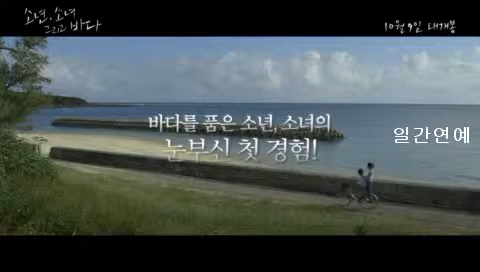 소년, 소녀
그리고 바다
10월 9일 대개봉
바다를 품은 소년, 소녀의
눈부신 첫 경험!
일간연예